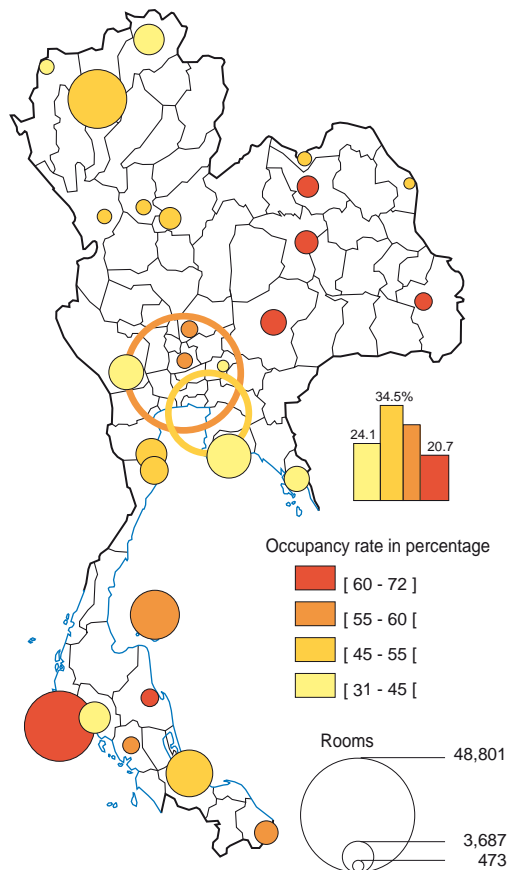 34.5%
24.1
20.7
Occupancy rate in percentage
[ 60 - 72 ]
[ 55 - 60 [
[ 45 - 55 [
[ 31 - 45 [
Rooms
48,801
3,687
473